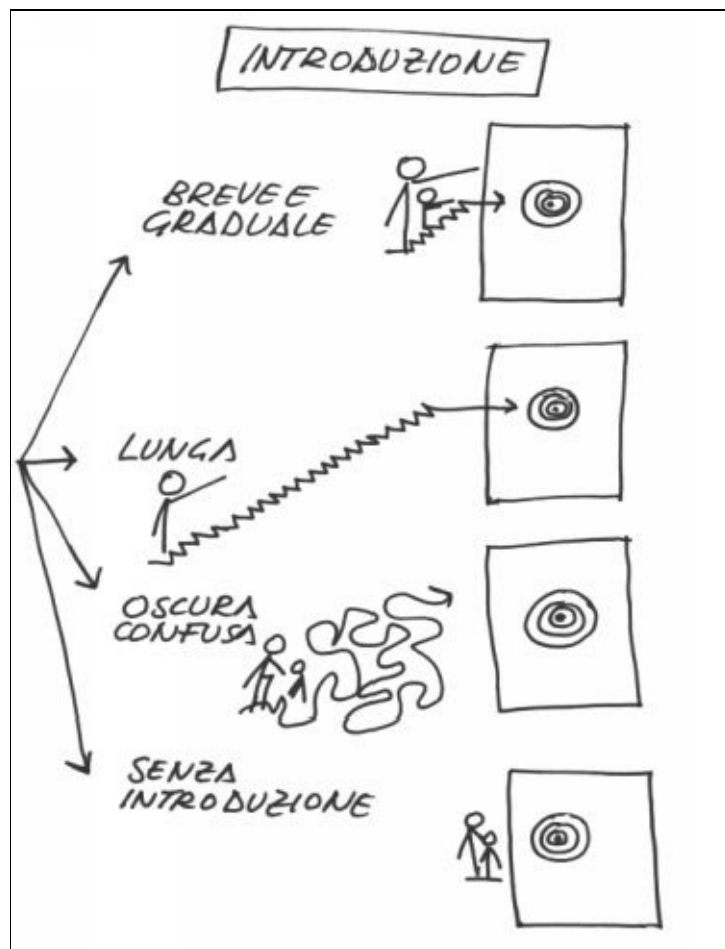 INTRODUZIONE
BREVE E
GRADUALE
LUNGA
OSCURA
CONFUSA
SENZA
INTRODUZIONE